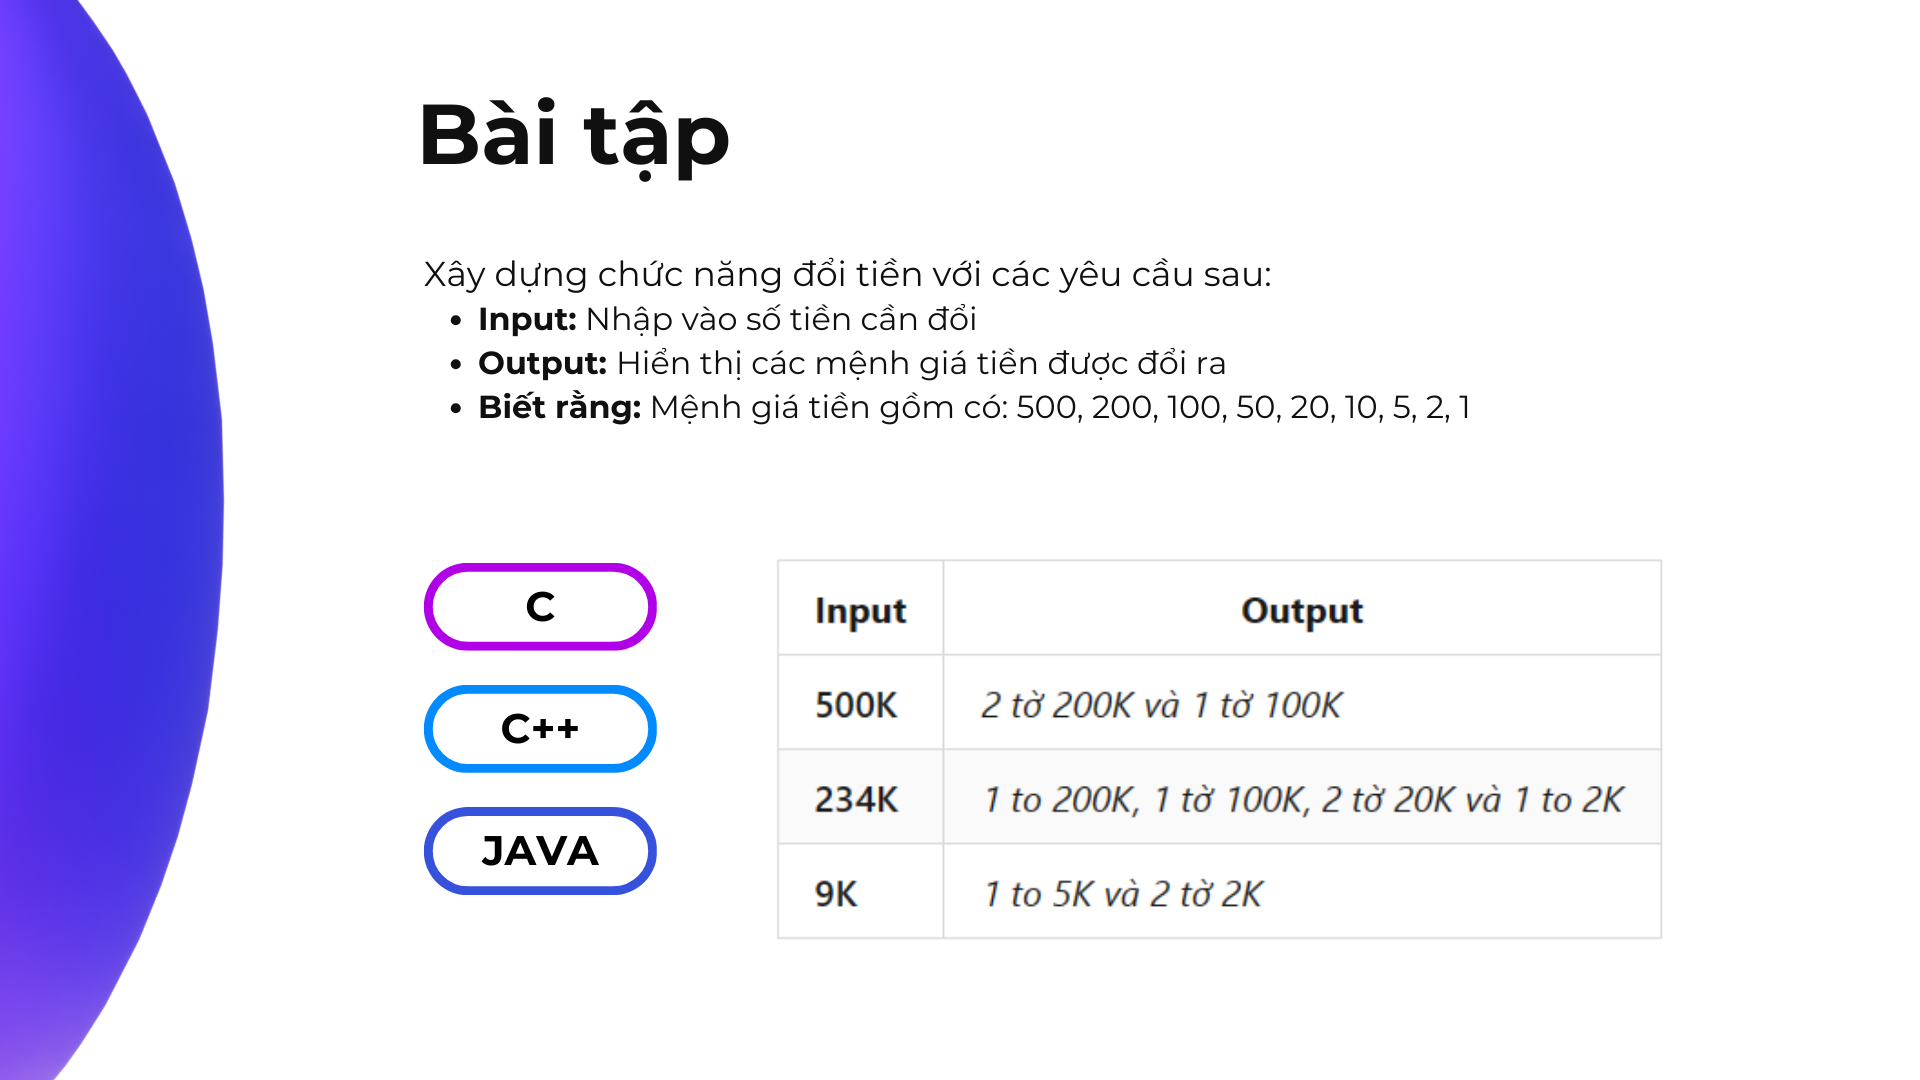 Bài tập
Xây dựng chức năng đổi tiền với các yêu cầu sau:
• Input: Nhập vào số tiền cần đổi
• Output: Hiển thị các mệnh giá tiền được đổi ra
• Biết rằng: Mệnh giá tiền gồm có: 500, 200, 100, 50, 20, 10, 5, 2, 1
C
C++
JAVA
Input Output
500K 2 tờ 200K và 1 tờ 100K
234K 1 to 200K, 1 tờ 100K, 2 tờ 20K và 1 to 2K
9K 1 to 5K và 2 tờ 2K